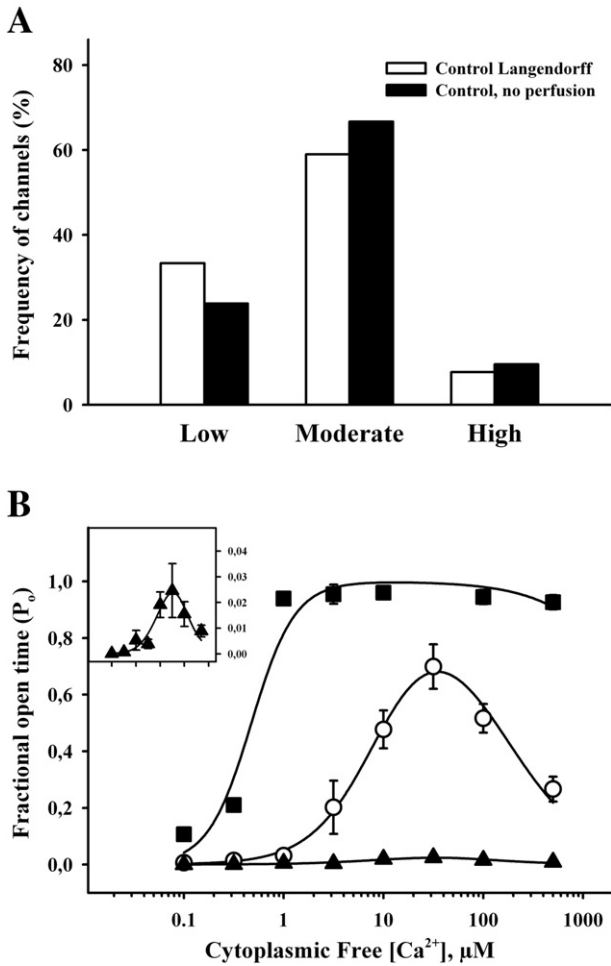 A
80
60
40
20
0
Frequency of channels (%)
Control Langendorff
Control, no perfusion
Low Moderate High
B
0,04
0,03
0,02
0,01
0,00
1,0
0,8
0,6
0,4
0,2
0,0
Fractional open time (Pₒ)
0.1 1 10 100 1000
Cytoplasmic Free [Ca²⁺], µM